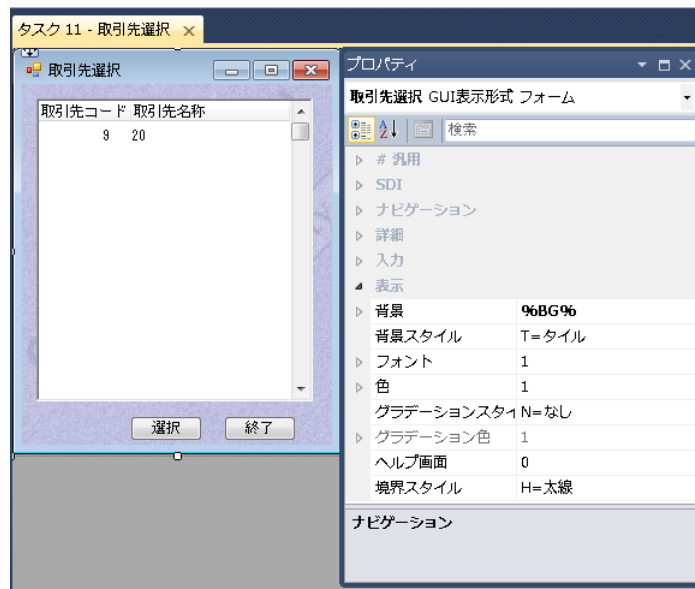 タスク 11 - 取引先選択
取引先選択
取引先コード 取引先名称
9 20
選択 終了
プロパティ
取引先選択 GUI表示形式 フォーム
検索
# 汎用
SDI
ナビゲーション
詳細
入力
表示
背景 %BG%
背景スタイル T=タイル
フォント 1
色 1
グラデーションスタイ N=なし
グラデーション色 1
ヘルプ画面 0
境界スタイル H=太線
ナビゲーション